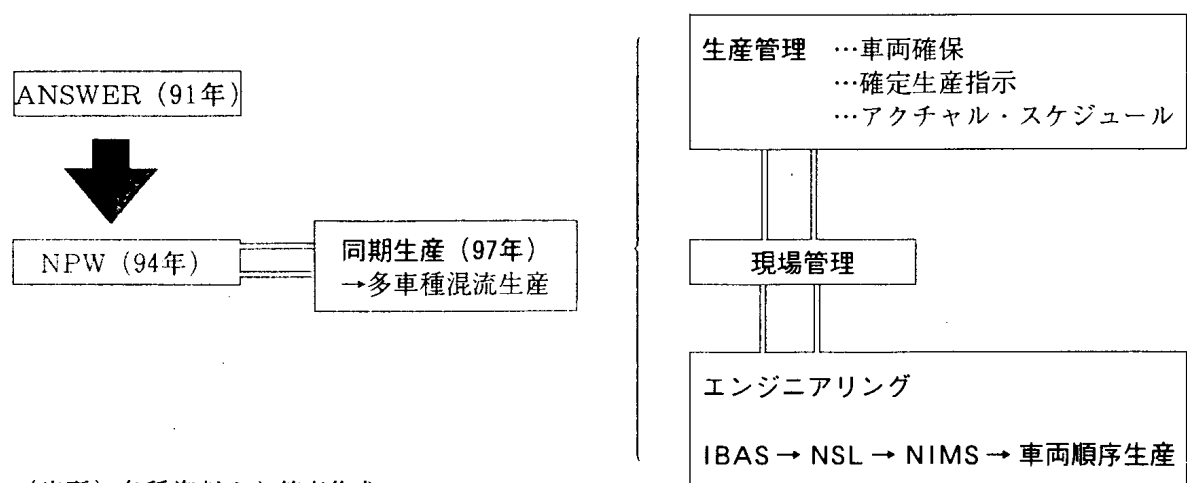 ANSWER（91年）
NPW（94年）
同期生産（97年）
→多車種混流生産
生産管理 …車両確保
…確定生産指示
…アクチャル・スケジュール
現場管理
エンジニアリング
IBAS→NSL→NIMS→車両順序生産